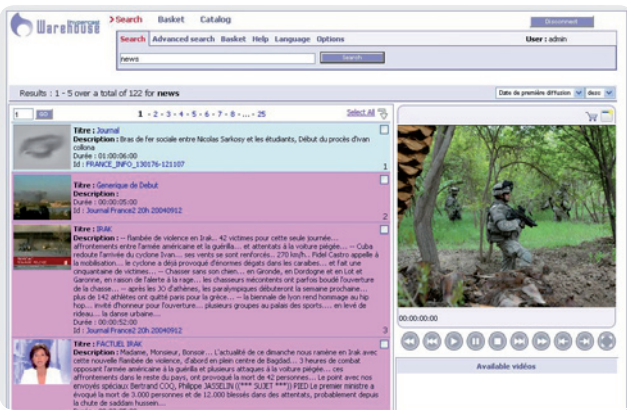 Warehouse
Search Basket Catalog
Disconnect
Search Advanced search Basket Help Language Options
User : admin
news
Search
Results : 1 - 5 over a total of 122 for news
Date de première diffusion desc
1 GO
1 - 2 - 3 - 4 - 5 - 6 - 7 - 8 - ... - 25
Select All
Titre : Journal
Description : Bras de fer sociale entre Nicolas Sarkosy et les étudiants, Début du procès d'ivan
collona
Durée : 01:00:06:00
Id : FRANCE_INFO_130176-121107
1
Titre : Generique de Debut
Description :
Durée : 00:00:05:00
Id : Journal France2 20h 20040912
2
Titre : IRAK
Description : -- flambée de violence en Irak.. 42 victimes pour cette seule journée...
affrontements entre l'armée américaine et la guérilla... et attentats à la voiture piégée... -- Cuba
redoute l'arrivée du cyclone Ivan... ses vents se sont renforcés.. 270 km/h.. Fidel Castro appelle à
la mobilisation... le cyclone a déjà provoqué d'énormes dégats dans les caraïbes... et fait une
cinquantaine de victimes... -- Chasser sans son chien... en Gironde, en Dordogne et en Lot et
Garonne, en raison de l'alerte à la rage... les chasseurs mécontents ont parfois boudé l'ouverture
de la chasse... -- après les JO d'athènes, les paralympiques débuteront la semaine prochaine...
plus de 142 athlètes ont quitté paris pour la grèce... -- la biennale de lyon rend hommage au hip
hop... invité d'honneur pour l'ouverture... plusieurs groupes au palais des sports.... en levé de
rideau... la danse urbaine...
Durée : 00:00:52:00
Id : Journal France2 20h 20040912
3
Titre : FACTUEL IRAK
Description : Madame, Monsieur, Bonsoir... L'actualité de ce dimanche nous ramène en Irak avec
cette nouvelle flambée de violence, d'abord en plein centre de Bagdad... 3 heures de combat
opposant l'armée américaine à la guérilla et plusieurs attaques à la voiture piégée... ces
affrontements dans le reste du pays, ont provoqué la mort de 42 personnes... Le point avec nos
envoyés spéciaux Bertrand COQ, Philippe JASSELIN ((*** SUJET ***)) PIED Le premier ministre a
évoqué la mort de 3.000 personnes et de 12.000 blessés dans des attentats, probablement depuis
la chute de saddam hussein...
00:00:00:00
Available vidéos